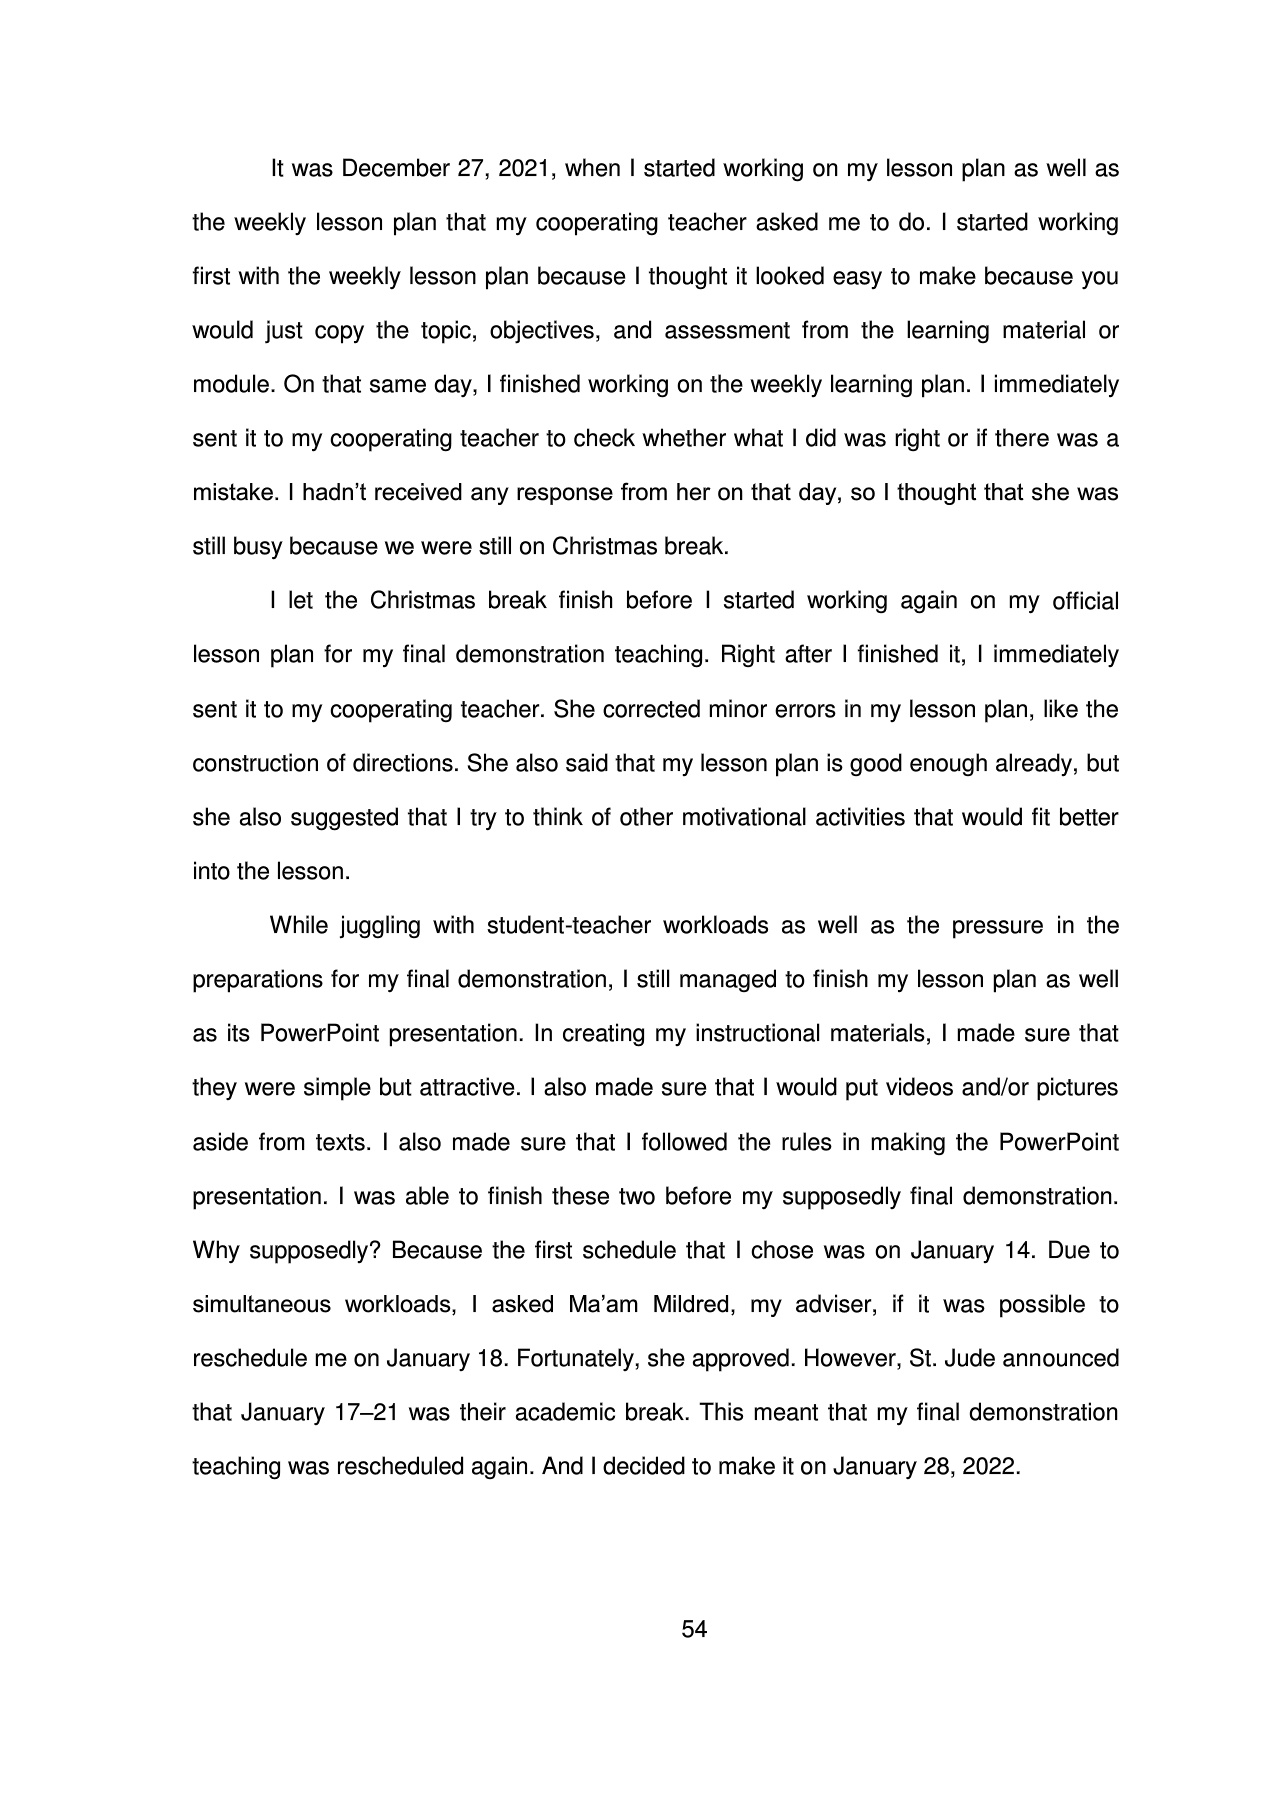 It was December 27, 2021, when I started working on my lesson plan as well as
the weekly lesson plan that my cooperating teacher asked me to do. I started working
first with the weekly lesson plan because I thought it looked easy to make because you
would just copy the topic, objectives, and assessment from the learning material or
module. On that same day, I finished working on the weekly learning plan. I immediately
sent it to my cooperating teacher to check whether what I did was right or if there was a
mistake. I hadn’t received any response from her on that day, so I thought that she was
still busy because we were still on Christmas break.
I let the Christmas break finish before I started working again on my official
lesson plan for my final demonstration teaching. Right after I finished it, I immediately
sent it to my cooperating teacher. She corrected minor errors in my lesson plan, like the
construction of directions. She also said that my lesson plan is good enough already, but
she also suggested that I try to think of other motivational activities that would fit better
into the lesson.
While juggling with student-teacher workloads as well as the pressure in the
preparations for my final demonstration, I still managed to finish my lesson plan as well
as its PowerPoint presentation. In creating my instructional materials, I made sure that
they were simple but attractive. I also made sure that I would put videos and/or pictures
aside from texts. I also made sure that I followed the rules in making the PowerPoint
presentation. I was able to finish these two before my supposedly final demonstration.
Why supposedly? Because the first schedule that I chose was on January 14. Due to
simultaneous workloads, I asked Ma’am Mildred, my adviser, if it was possible to
reschedule me on January 18. Fortunately, she approved. However, St. Jude announced
that January 17–21 was their academic break. This meant that my final demonstration
teaching was rescheduled again. And I decided to make it on January 28, 2022.
54